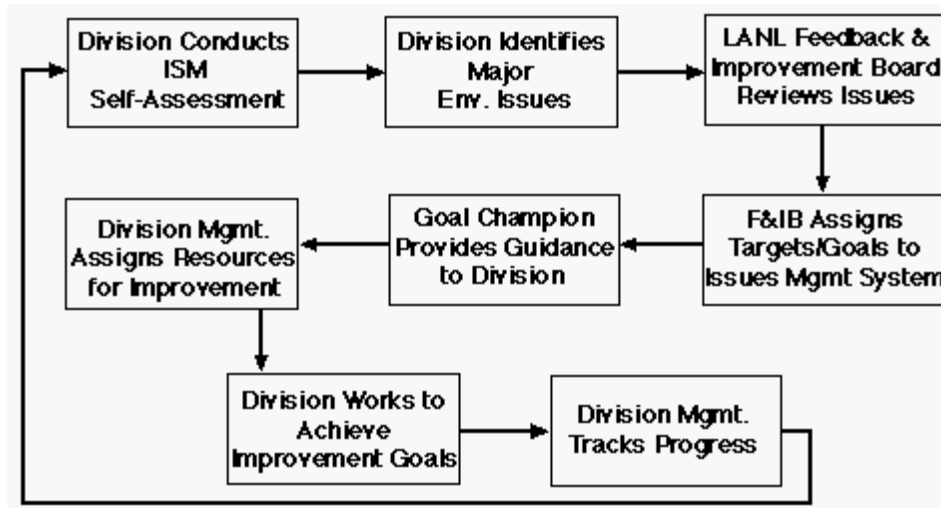 Division Conducts
ISM
Self-Assessment
Division Identifies
Major
Env. Issues
LANL Feedback &
Improvement Board
Reviews Issues
F&IB Assigns
Targets/Goals to
Issues Mgmt System
Goal Champion
Provides Guidance
to Division
Division Mgmt.
Assigns Resources
for Improvement
Division Works to
Achieve
Improvement Goals
Division Mgmt.
Tracks Progress